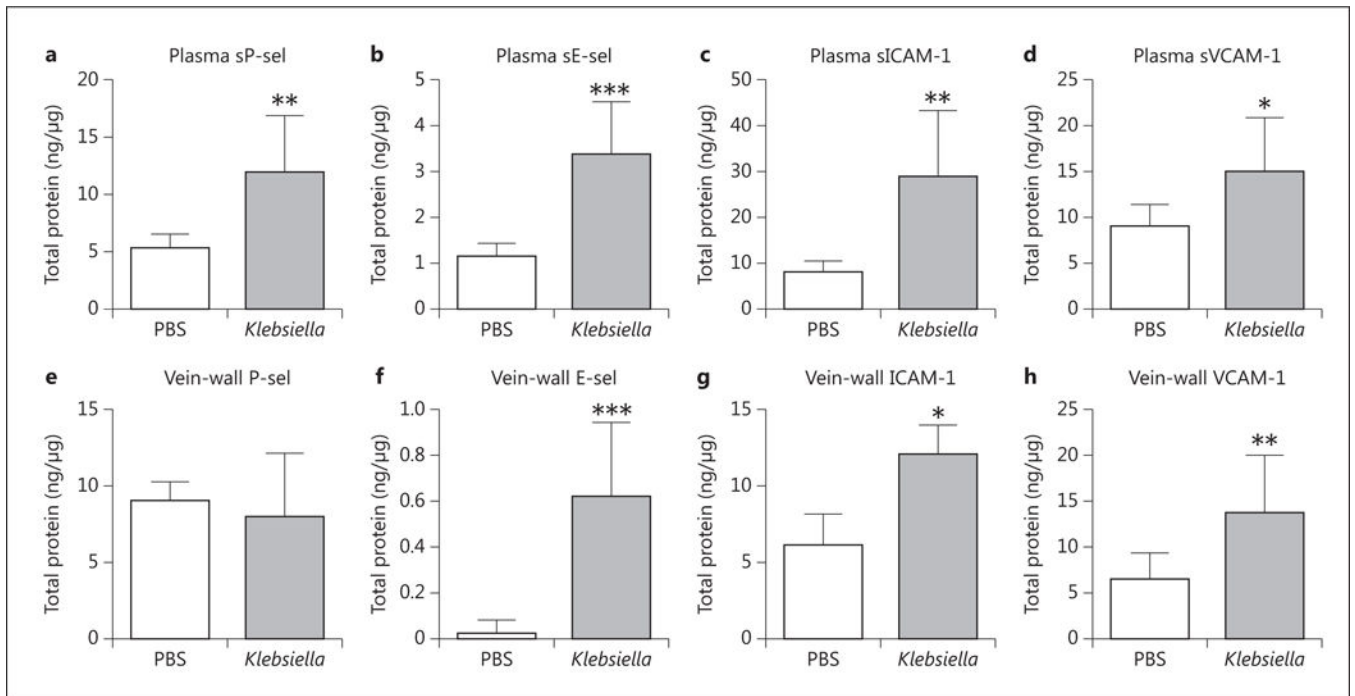 a Plasma sP-sel
Total protein (ng/µg)
20
15
10
5
0
**
PBS
Klebsiella
b Plasma sE-sel
Total protein (ng/µg)
5
4
3
2
1
0
***
PBS
Klebsiella
c Plasma sICAM-1
Total protein (ng/µg)
50
40
30
20
10
0
**
PBS
Klebsiella
d Plasma sVCAM-1
Total protein (ng/µg)
25
20
15
10
5
0
*
PBS
Klebsiella
e Vein-wall P-sel
Total protein (ng/µg)
15
10
5
0
PBS
Klebsiella
f Vein-wall E-sel
Total protein (ng/µg)
1.0
0.8
0.6
0.4
0.2
0
***
PBS
Klebsiella
g Vein-wall ICAM-1
Total protein (ng/µg)
15
10
5
0
*
PBS
Klebsiella
h Vein-wall VCAM-1
Total protein (ng/µg)
25
20
15
10
5
0
**
PBS
Klebsiella